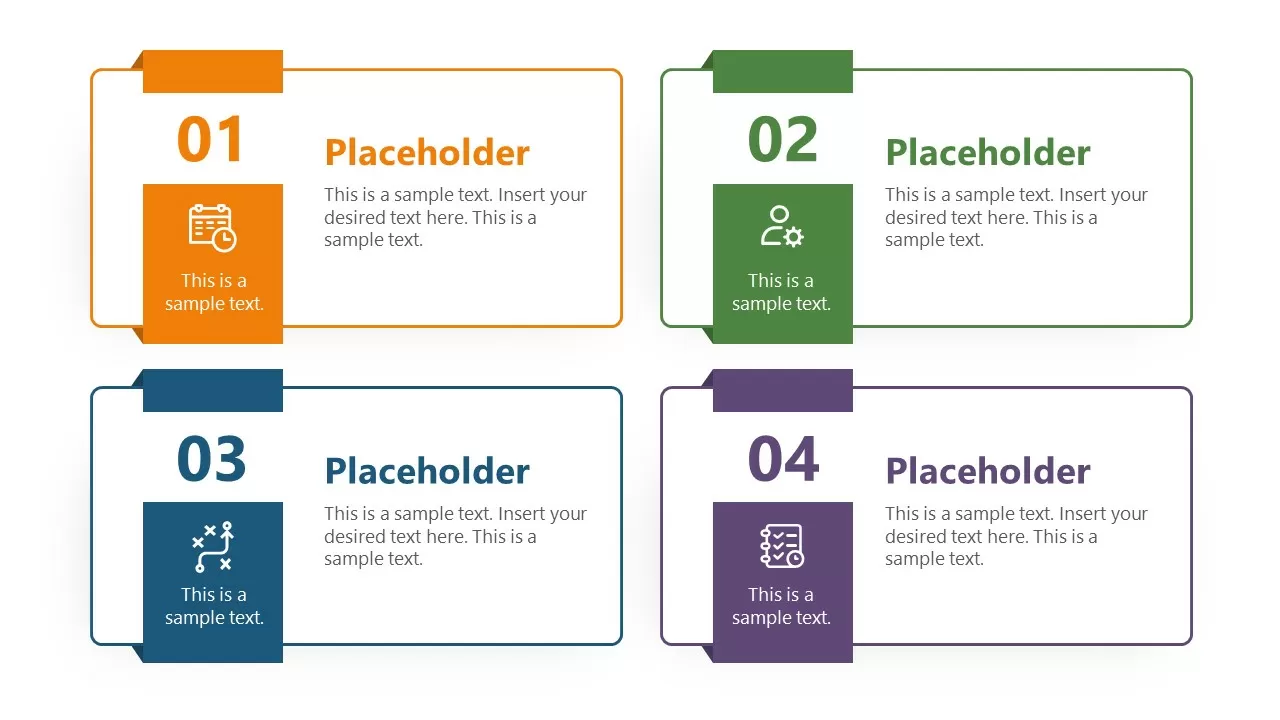 01
Placeholder
This is a sample text. Insert your
desired text here. This is a
sample text.
This is a
sample text.
02
Placeholder
This is a sample text. Insert your
desired text here. This is a
sample text.
This is a
sample text.
03
Placeholder
This is a sample text. Insert your
desired text here. This is a
sample text.
This is a
sample text.
04
Placeholder
This is a sample text. Insert your
desired text here. This is a
sample text.
This is a
sample text.